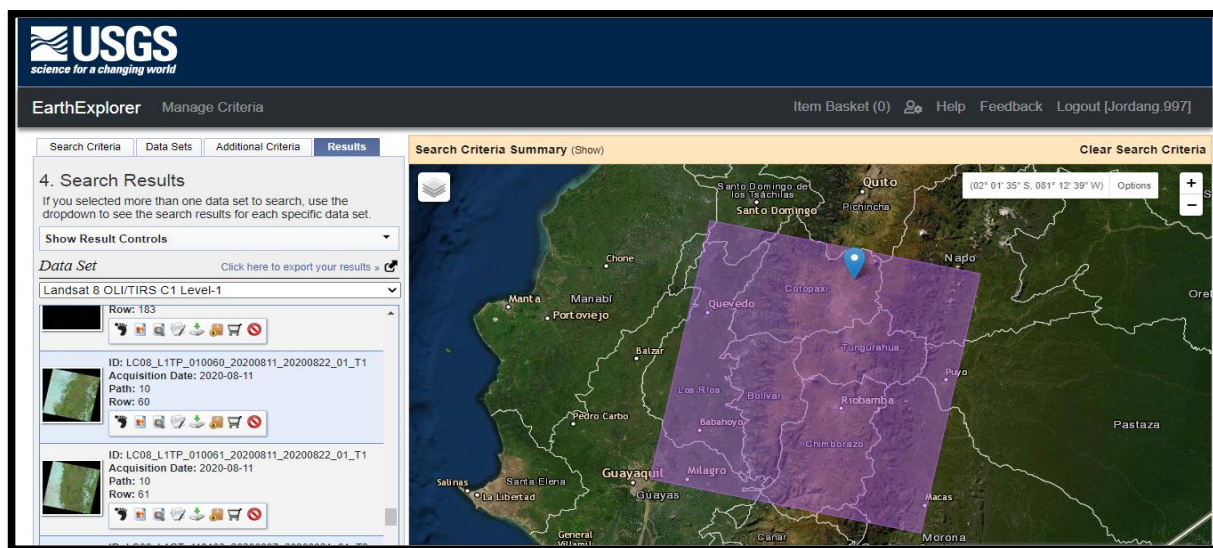 USGS
science for a changing world
EarthExplorer Manage Criteria Item Basket (0) Help Feedback Logout [Jordang.997]
Search Criteria Data Sets Additional Criteria Results
4. Search Results
If you selected more than one data set to search, use the
dropdown to see the search results for each specific data set.
Show Result Controls
Data Set Click here to export your results »
Landsat 8 OLI/TIRS C1 Level-1
Row: 183
ID: LC08_L1TP_010060_20200811_20200822_01_T1
Acquisition Date: 2020-08-11
Path: 10
Row: 60
ID: LC08_L1TP_010061_20200811_20200822_01_T1
Acquisition Date: 2020-08-11
Path: 10
Row: 61
Search Criteria Summary (Show) Clear Search Criteria
(02° 01' 35" S, 081° 12' 39" W) Options
+
−
Santo Domingo de
los Tsáchilas
Santo Domingo
Quito
Pichincha
Chone
Napo
Cotopaxi
Manta Manabí
Quevedo
Portoviejo
Balzar
Tungurahua
Puyo
Los Ríos
Bolívar
Riobamba
Pedro Carbo
Babahoyo
Pastaza
Chimborazo
Guayaquil Milagro
Salinas Santa Elena
La Libertad
Guayas
Macas
General
Villamil
Cañar
Morona